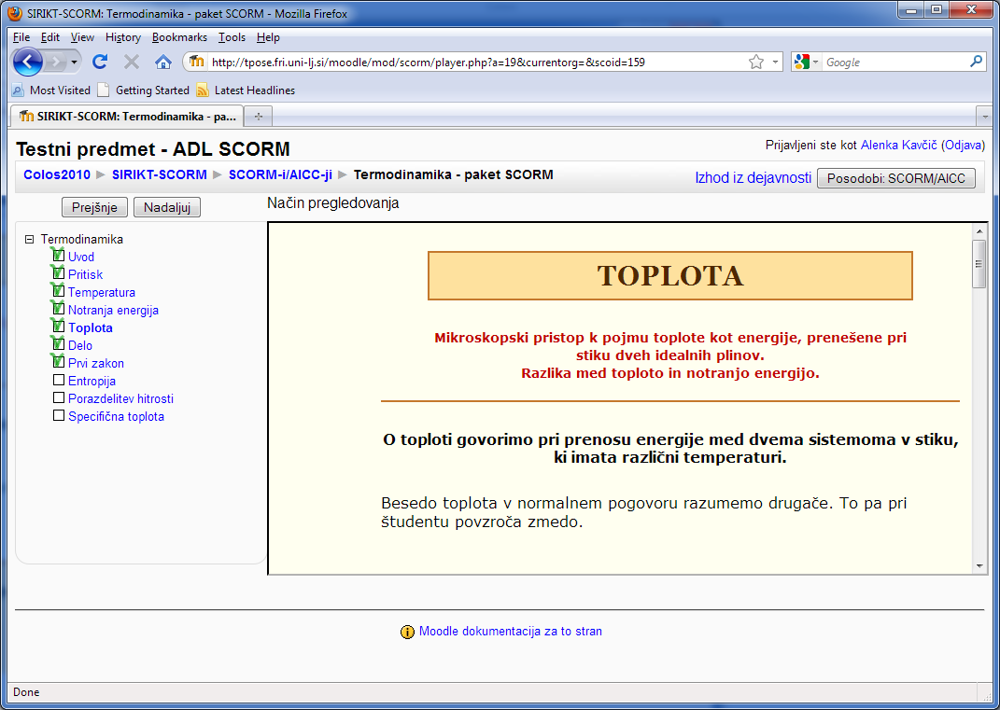 SIRIKT-SCORM: Termodinamika - paket SCORM - Mozilla Firefox
File Edit View History Bookmarks Tools Help
http://tpose.fri.uni-lj.si/moodle/mod/scorm/player.php?a=19&currentorg=&scoid=159 Google
Most Visited Getting Started Latest Headlines
SIRIKT-SCORM: Termodinamika - pa...
Testni predmet - ADL SCORM
Prijavljeni ste kot Alenka Kavčič (Odjava)
Colos2010 ► SIRIKT-SCORM ► SCORM-i/AICC-ji ► Termodinamika - paket SCORM
Izhod iz dejavnosti Posodobi: SCORM/AICC
Prejšnje Nadaljuj
Način pregledovanja
Termodinamika
Uvod
Pritisk
Temperatura
Notranja energija
Toplota
Delo
Prvi zakon
Entropija
Porazdelitev hitrosti
Specifična toplota
TOPLOTA
Mikroskopski pristop k pojmu toplote kot energije, prenešene pri
stiku dveh idealnih plinov.
Razlika med toploto in notranjo energijo.
O toploti govorimo pri prenosu energije med dvema sistemoma v stiku,
ki imata različni temperaturi.
Besedo toplota v normalnem pogovoru razumemo drugače. To pa pri
študentu povzroča zmedo.
Moodle dokumentacija za to stran
Done